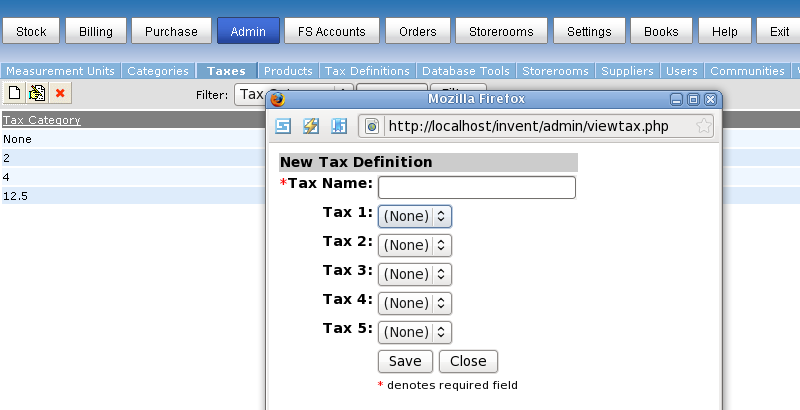 Stock Billing Purchase Admin FS Accounts Orders Storerooms Settings Books Help Exit
Measurement Units Categories Taxes Products Tax Definitions Database Tools Storerooms Suppliers Users Communities
Filter:
Mozilla Firefox
http://localhost/invent/admin/viewtax.php
Tax Category
None
2
4
12.5
New Tax Definition
*Tax Name:
Tax 1: (None)
Tax 2: (None)
Tax 3: (None)
Tax 4: (None)
Tax 5: (None)
Save Close
* denotes required field